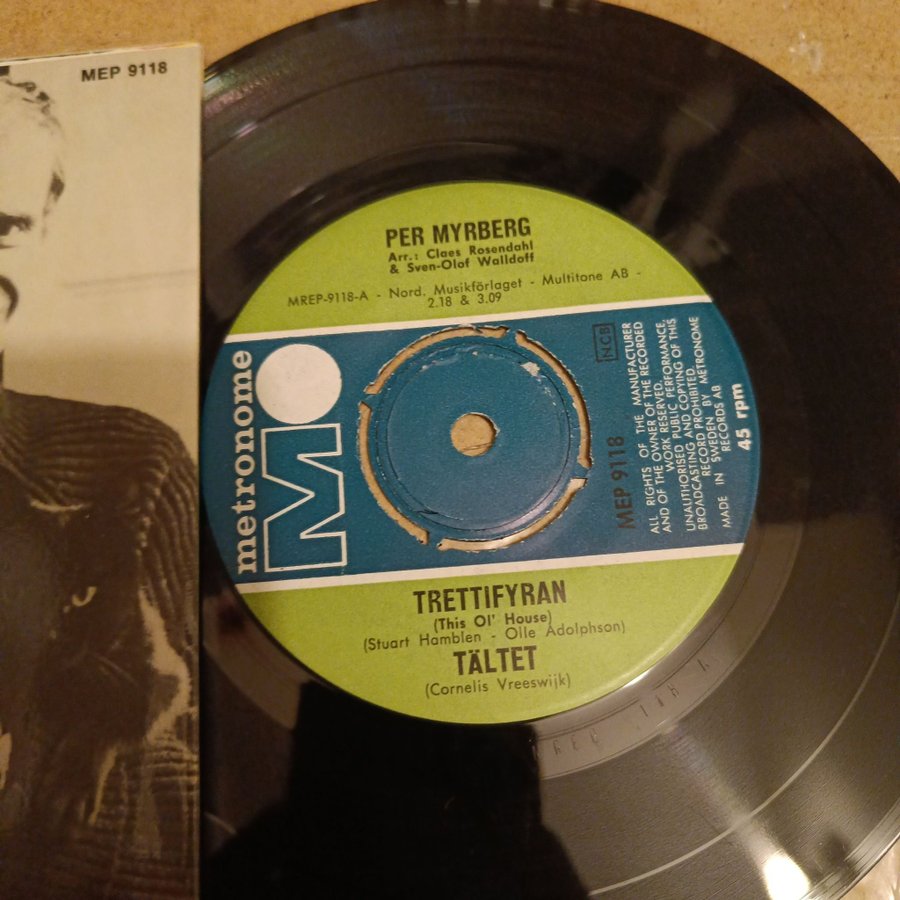 MEP 9118
PER MYRBERG
Arr.: Claes Rosendahl
& Sven-Olof Walldoff
MREP-9118-A - Nord. Musikförlaget - Multitone AB -
2.18 & 3.09
metronome
M
NCB
MEP 9118
ALL RIGHTS OF THE MANUFACTURER
AND OF THE OWNER OF THE RECORDED
WORK RESERVED.
UNAUTHORISED PUBLIC PERFORMANCE,
BROADCASTING AND COPYING OF THIS
RECORD PROHIBITED.
MADE IN SWEDEN BY METRONOME
RECORDS AB
45 rpm
TRETTIFYRAN
(This Ol' House)
(Stuart Hamblen - Olle Adolphson)
TÄLTET
(Cornelis Vreeswijk)